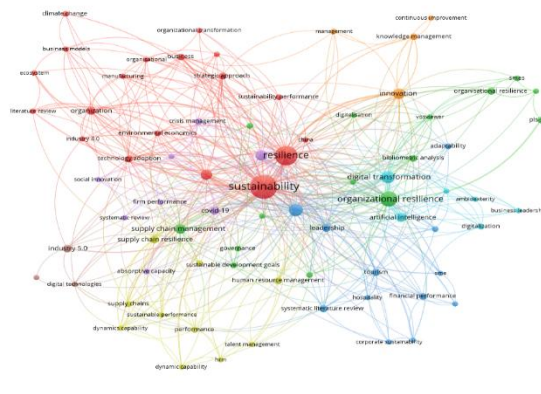 climate change
organizational transformation
continuous improvement
management
knowledge management
business models
organizational
business
ecosystem
manufacturing
strategic approach
smes
innovation
organizational resilience
sustainability performance
literature review
organization
digitalisation
vosviewer
crisis management
industry 4.0
environmental economics
china
adaptability
technology adoption
resilience
bibliometric analysis
social innovation
digital transformation
sustainability
firm performance
organizational resilience
ambidexterity
systematic review
covid-19
artificial intelligence
business leadership
supply chain management
leadership
digitalization
supply chain resilience
industry 5.0
governance
sustainable development goals
absorptive capacity
tourism
digital technologies
human resource management
hospitality
financial performance
supply chains
systematic literature review
sustainable performance
dynamics capability
performance
talent management
corporate sustainability
dynamic capability